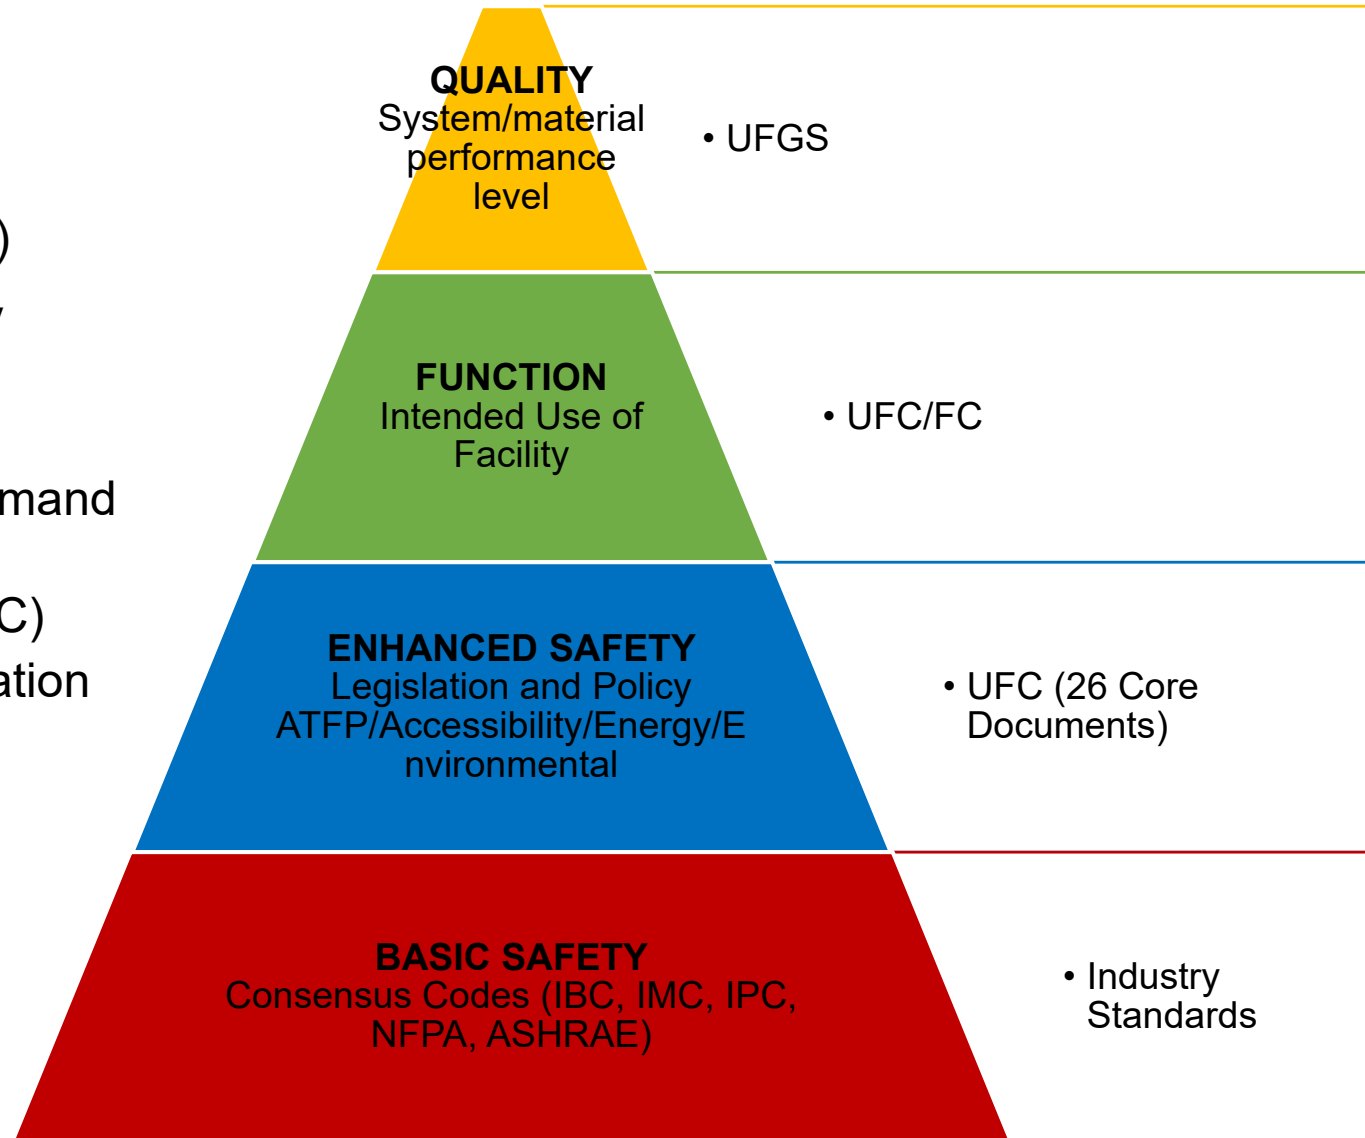 QUALITY
System/material
performance
level
• UFGS
)
FUNCTION
Intended Use of
Facility
• UFC/FC
mand
C)
ation
ENHANCED SAFETY
Legislation and Policy
ATFP/Accessibility/Energy/E
nvironmental
• UFC (26 Core
Documents)
BASIC SAFETY
Consensus Codes (IBC, IMC, IPC,
NFPA, ASHRAE)
• Industry
Standards